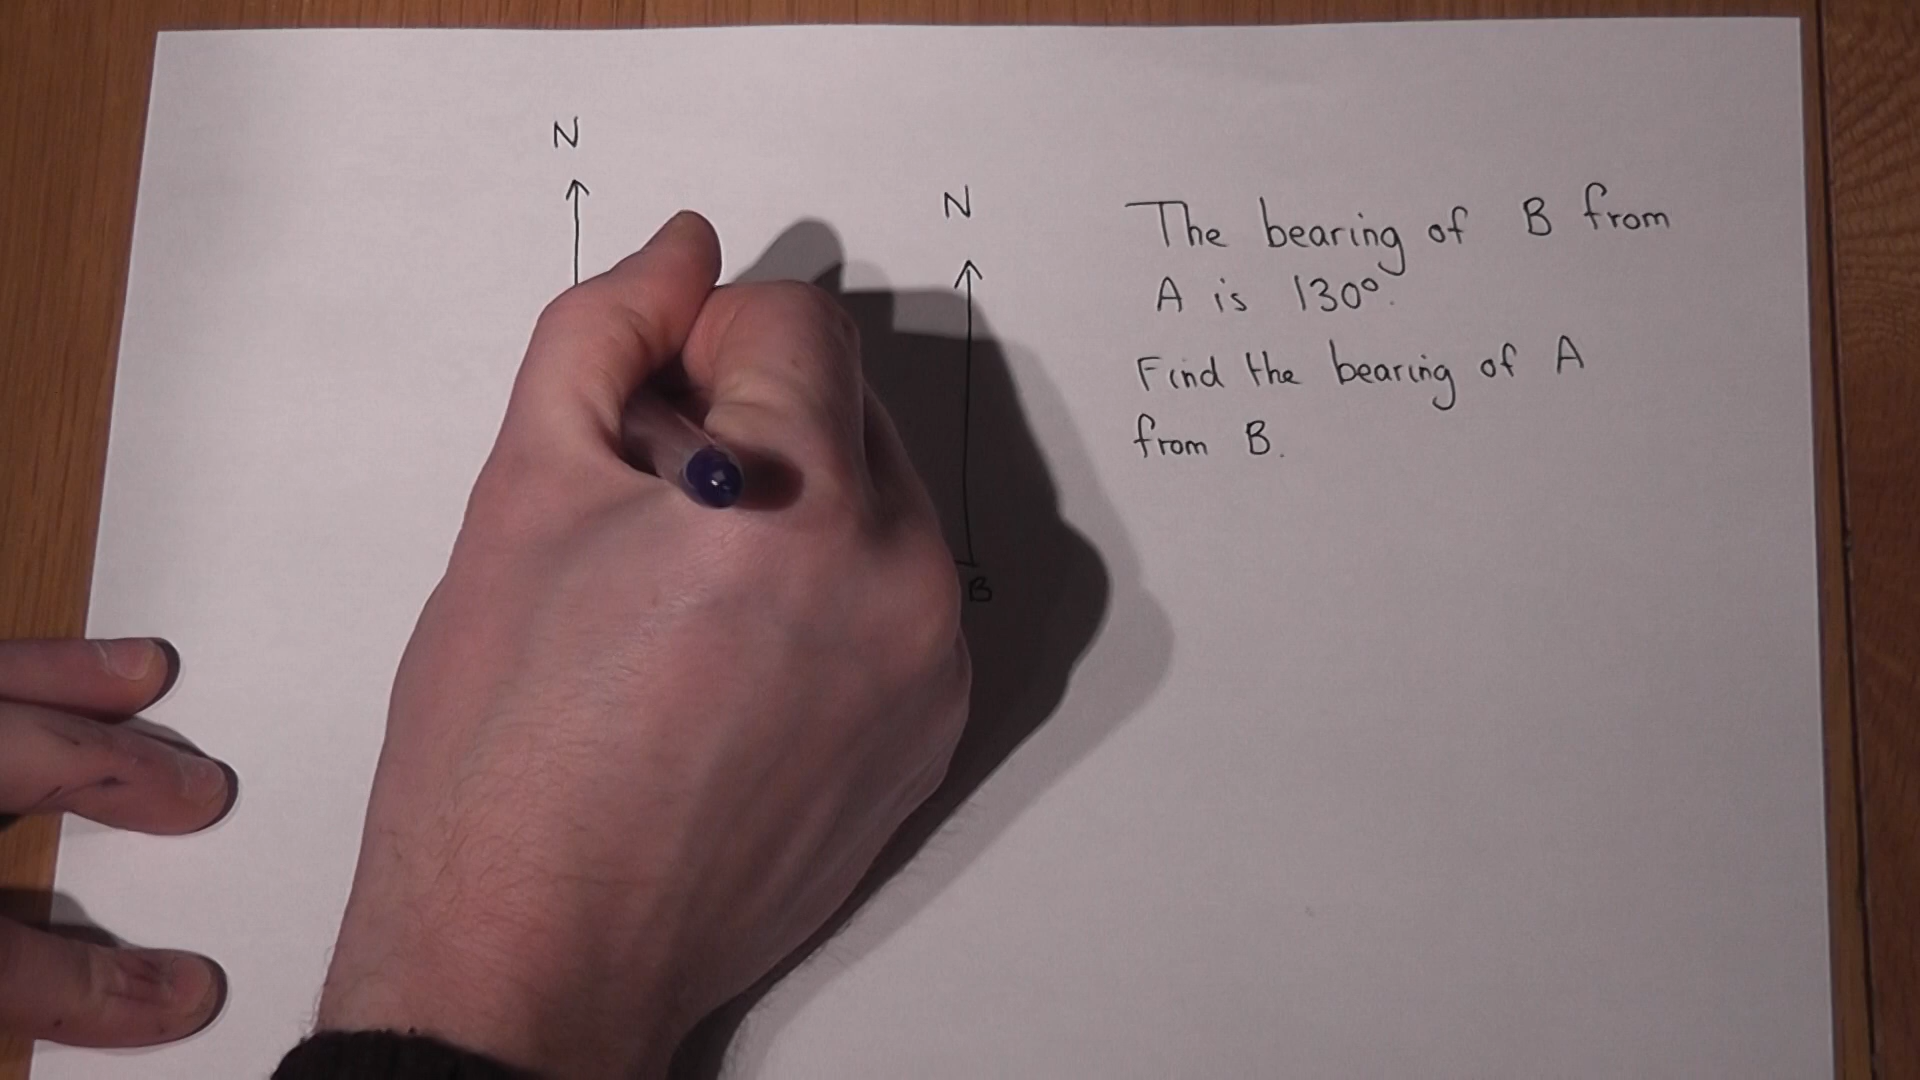 N
N
B
The bearing of B from
A is 130°.
Find the bearing of A
from B.